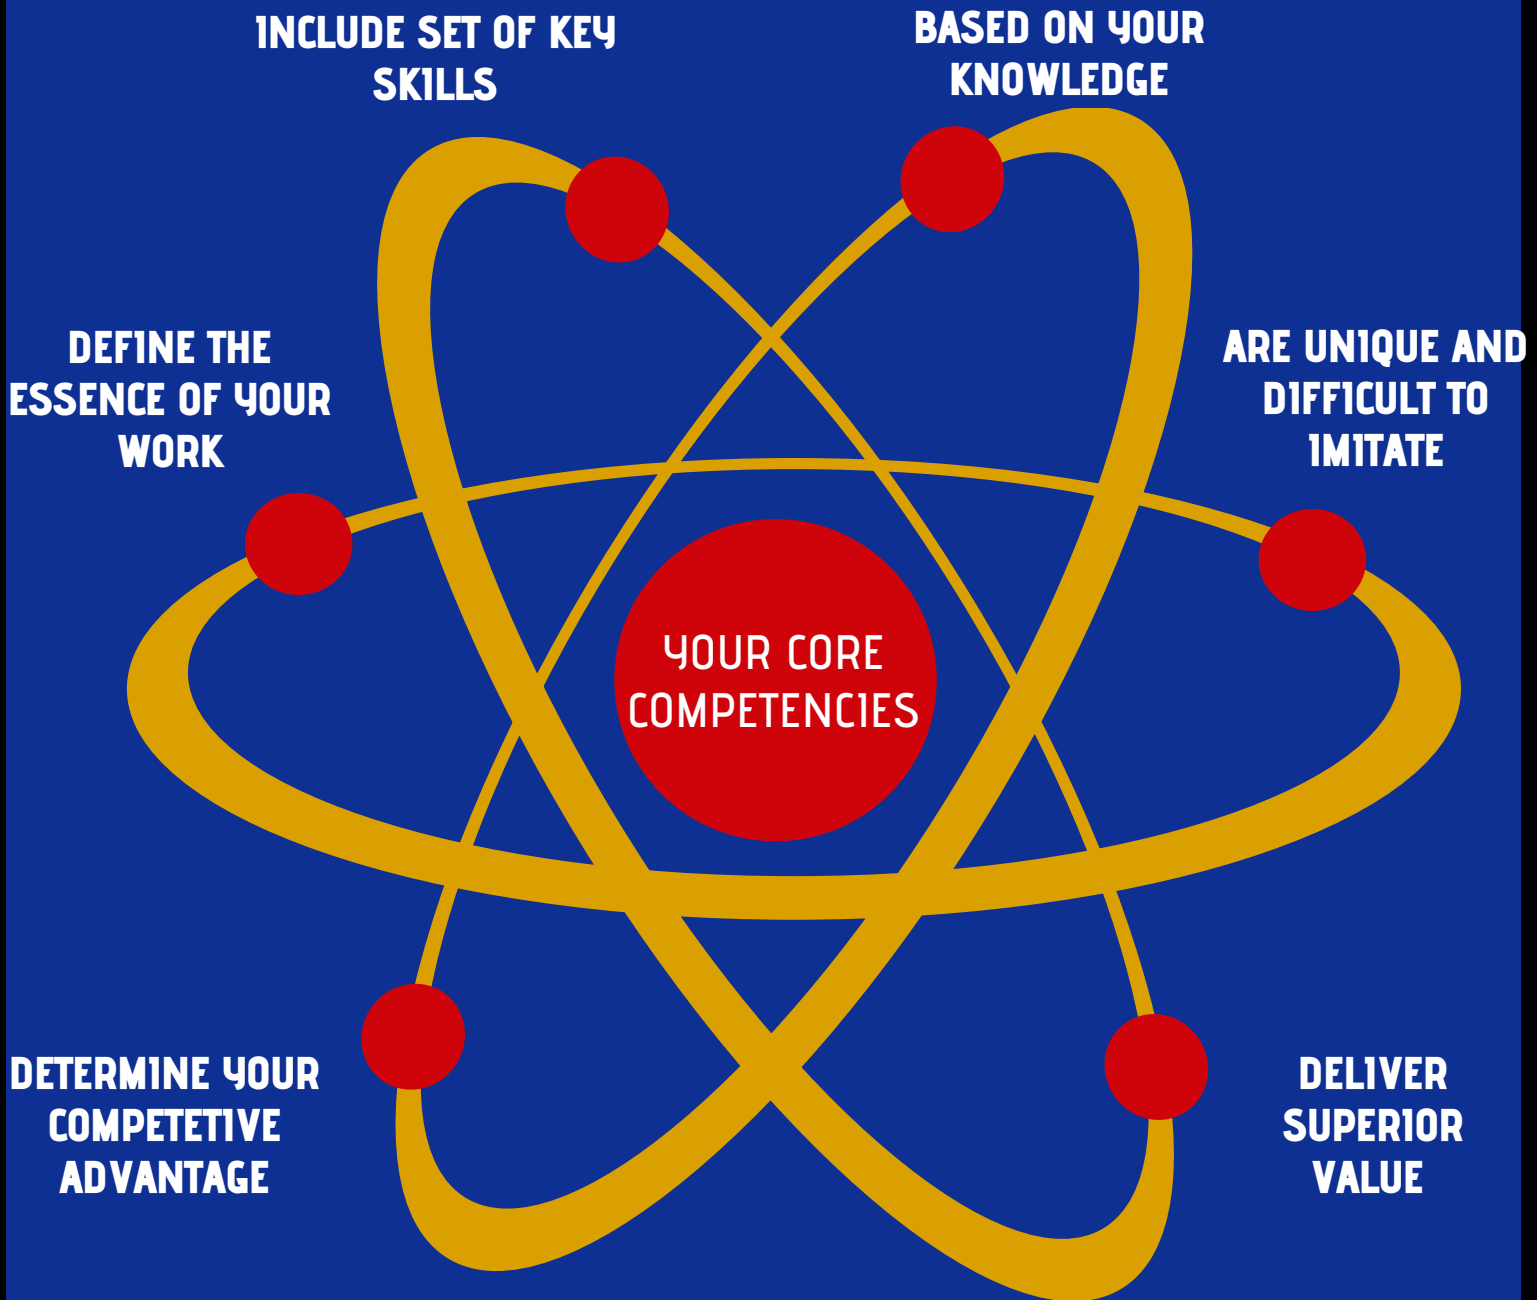 INCLUDE SET OF KEY
SKILLS
BASED ON YOUR
KNOWLEDGE
DEFINE THE
ESSENCE OF YOUR
WORK
ARE UNIQUE AND
DIFFICULT TO
IMITATE
YOUR CORE
COMPETENCIES
DETERMINE YOUR
COMPETETIVE
ADVANTAGE
DELIVER
SUPERIOR
VALUE